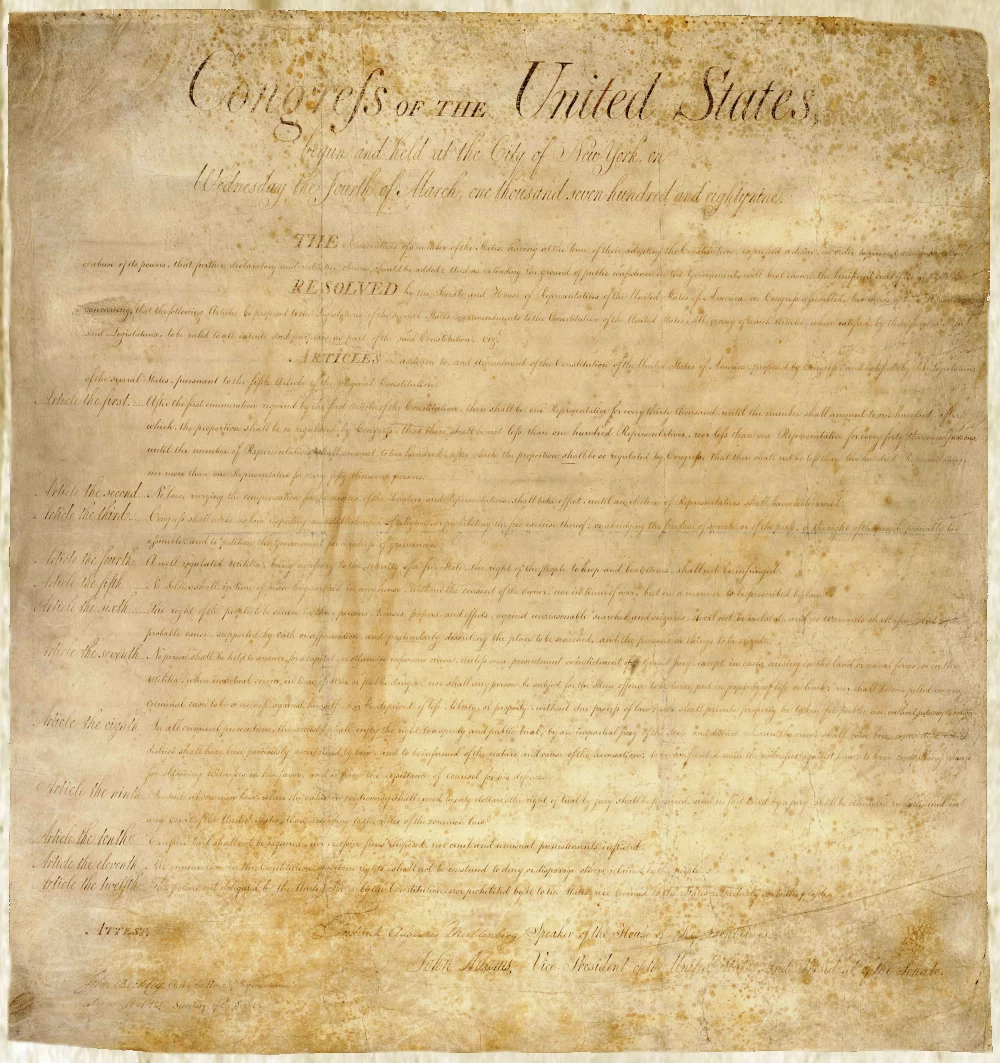 Congress OF THE United States,
begun and held at the City of New York, on
Wednesday the fourth of March, one thousand seven hundred and eighty nine.
THE Conventions of a number of the States, having at the time of their adopting the Constitution, expressed a desire, in order to prevent misconstruction
or abuse of its powers, that further declaratory and restrictive clauses should be added: And as extending the ground of public confidence in the Government, will best ensure the beneficent ends of its institution
RESOLVED by the Senate and House of Representatives of the United States of America, in Congress assembled, two thirds of both Houses
concurring, that the following Articles be proposed to the Legislatures of the several States, as amendments to the Constitution of the United States, all, or any of which Articles, when ratified by three fourths of the
said Legislatures, to be valid to all intents and purposes, as part of the said Constitution; vizt.
ARTICLES in addition to, and Amendment of the Constitution of the United States of America, proposed by Congress, and ratified by the Legislatures
of the several States, pursuant to the fifth Article of the original Constitution.
Article the first.... After the first enumeration required by the first Article of the Constitution, there shall be one Representative for every thirty thousand, until the number shall amount to one hundred, after
which, the proportion shall be so regulated by Congress, that there shall be not less than one hundred Representatives, nor less than one Representative for every forty thousand persons,
until the number of Representatives shall amount to two hundred, after which the proportion shall be so regulated by Congress, that there shall not be less than two hundred Representatives,
nor more than one Representative for every fifty thousand persons.
Article the second... No law, varying the compensation for the services of the Senators and Representatives, shall take effect, until an election of Representatives shall have intervened.
Article the third.... Congress shall make no law respecting an establishment of religion, or prohibiting the free exercise thereof; or abridging the freedom of speech, or of the press; or the right of the people peaceably to
assemble, and to petition the Government for a redress of grievances.
Article the fourth.. A well regulated Militia, being necessary to the security of a free State, the right of the people to keep and bear Arms, shall not be infringed.
Article the fifth.... No Soldier shall, in time of peace be quartered in any house, without the consent of the Owner, nor in time of war, but in a manner to be prescribed by law.
Article the sixth.... The right of the people to be secure in their persons, houses, papers, and effects, against unreasonable searches and seizures, shall not be violated, and no Warrants shall issue, but upon
probable cause, supported by Oath or affirmation, and particularly describing the place to be searched, and the persons or things to be seized.
Article the seventh.. No person shall be held to answer for a capital, or otherwise infamous crime, unless on a presentment or indictment of a Grand Jury, except in cases arising in the land or naval forces, or in the
Militia, when in actual service in time of War or public danger; nor shall any person be subject for the same offence to be twice put in jeopardy of life or limb; nor shall be compelled in any
criminal case to be a witness against himself, nor be deprived of life, liberty, or property, without due process of law; nor shall private property be taken for public use, without just compensation.
Article the eighth.. In all criminal prosecutions, the accused shall enjoy the right to a speedy and public trial, by an impartial jury of the State and district wherein the crime shall have been committed, which
district shall have been previously ascertained by law, and to be informed of the nature and cause of the accusation; to be confronted with the witnesses against him; to have compulsory process
for obtaining witnesses in his favor, and to have the assistance of counsel for his defence.
Article the ninth.. In suits at common law, where the value in controversy shall exceed twenty dollars, the right of trial by jury shall be preserved, and no fact tried by a jury, shall be otherwise re-examined in
any Court of the United States, than according to the rules of the common law.
Article the tenth.. Excessive bail shall not be required, nor excessive fines imposed, nor cruel and unusual punishments inflicted.
Article the eleventh.. The enumeration in the Constitution, of certain rights, shall not be construed to deny or disparage others retained by the people.
Article the twelfth.. The powers not delegated to the United States by the Constitution, nor prohibited by it to the States, are reserved to the States respectively, or to the people.
ATTEST,
Frederick Augustus Muhlenberg Speaker of the House of Representatives.
John Adams, Vice President of the United States, and President of the Senate.
John Beckley, Clerk of the House of Representatives.
Secretary of the Senate.